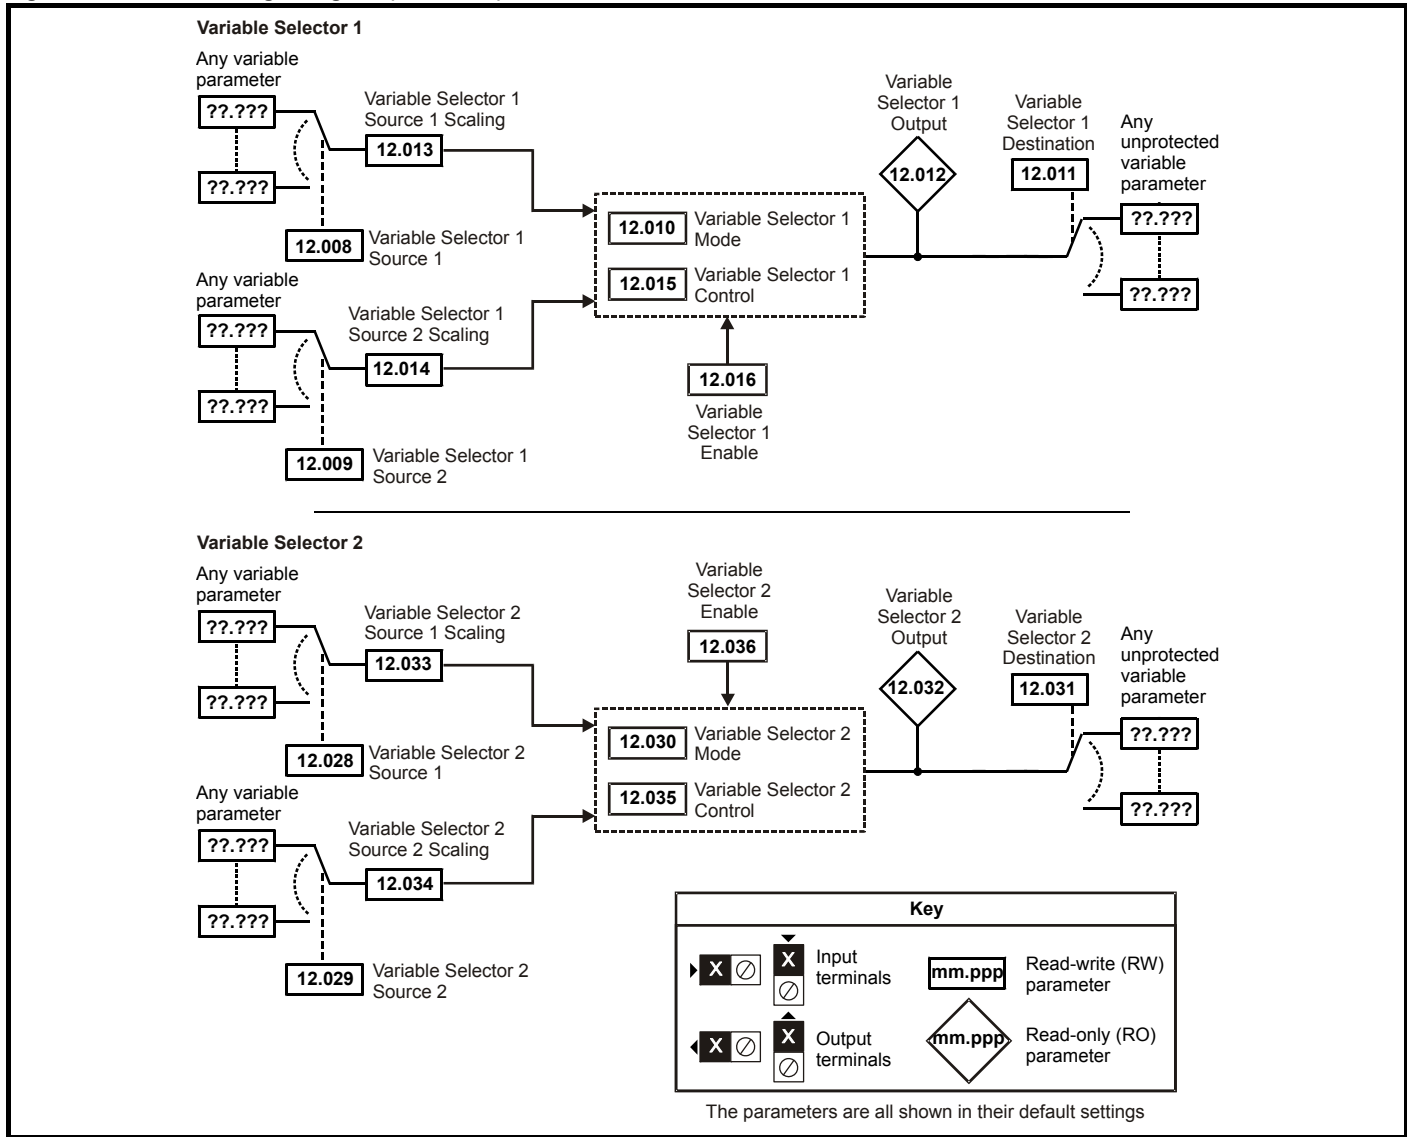 Variable Selector 1
Any variable
parameter
??.???
??.???
Variable Selector 1
Source 1 Scaling
12.013
12.008
Variable Selector 1
Source 1
Any variable
parameter
??.???
??.???
Variable Selector 1
Source 2 Scaling
12.014
12.009
Variable Selector 1
Source 2
12.010
Variable Selector 1
Mode
12.015
Variable Selector 1
Control
12.016
Variable
Selector 1
Enable
Variable
Selector 1
Output
12.012
Variable
Selector 1
Destination
12.011
Any
unprotected
variable
parameter
??.???
??.???
Variable Selector 2
Any variable
parameter
??.???
??.???
Variable Selector 2
Source 1 Scaling
12.033
12.028
Variable Selector 2
Source 1
Any variable
parameter
??.???
??.???
Variable Selector 2
Source 2 Scaling
12.034
12.029
Variable Selector 2
Source 2
Variable
Selector 2
Enable
12.036
12.030
Variable Selector 2
Mode
12.035
Variable Selector 2
Control
Variable
Selector 2
Output
12.032
Variable
Selector 2
Destination
12.031
Any
unprotected
variable
parameter
??.???
??.???
Key
X
X
Input
terminals
mm.ppp
Read-write (RW)
parameter
X
X
Output
terminals
mm.ppp
Read-only (RO)
parameter
The parameters are all shown in their default settings